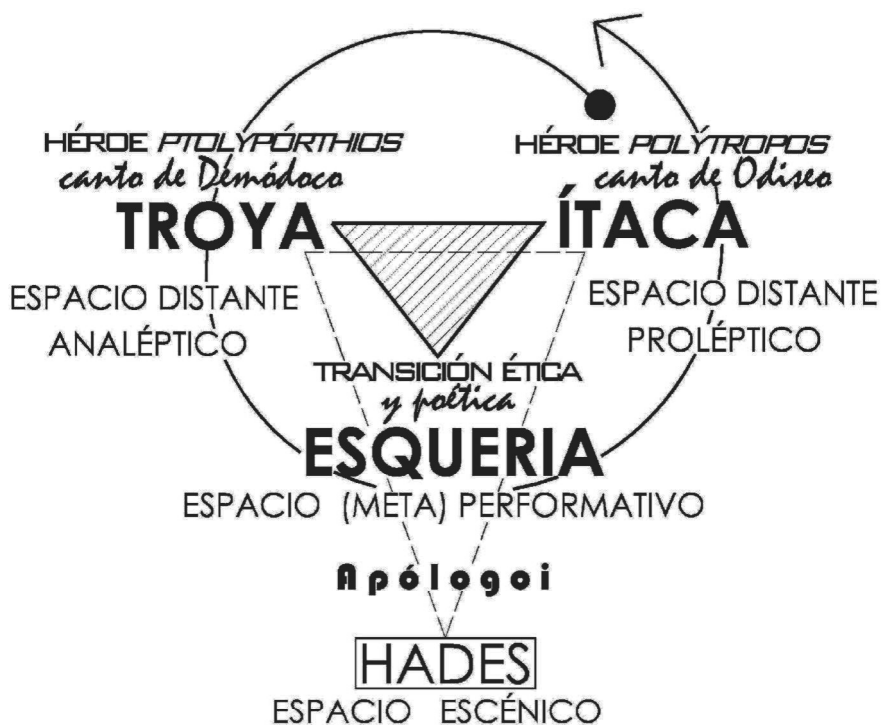 HÉROE PTOLYPÓRTHIOS
canto de Démódoco
TROYA
ESPACIO DISTANTE
ANALÉPTICO
HÉROE POLÝTROPOS
canto de Odiseo
ÍTACA
ESPACIO DISTANTE
PROLÉPTICO
TRANSICIÓN ÉTICA
y poética
ESQUERIA
ESPACIO (META) PERFORMATIVO
Apólogoi
HADES
ESPACIO ESCÉNICO